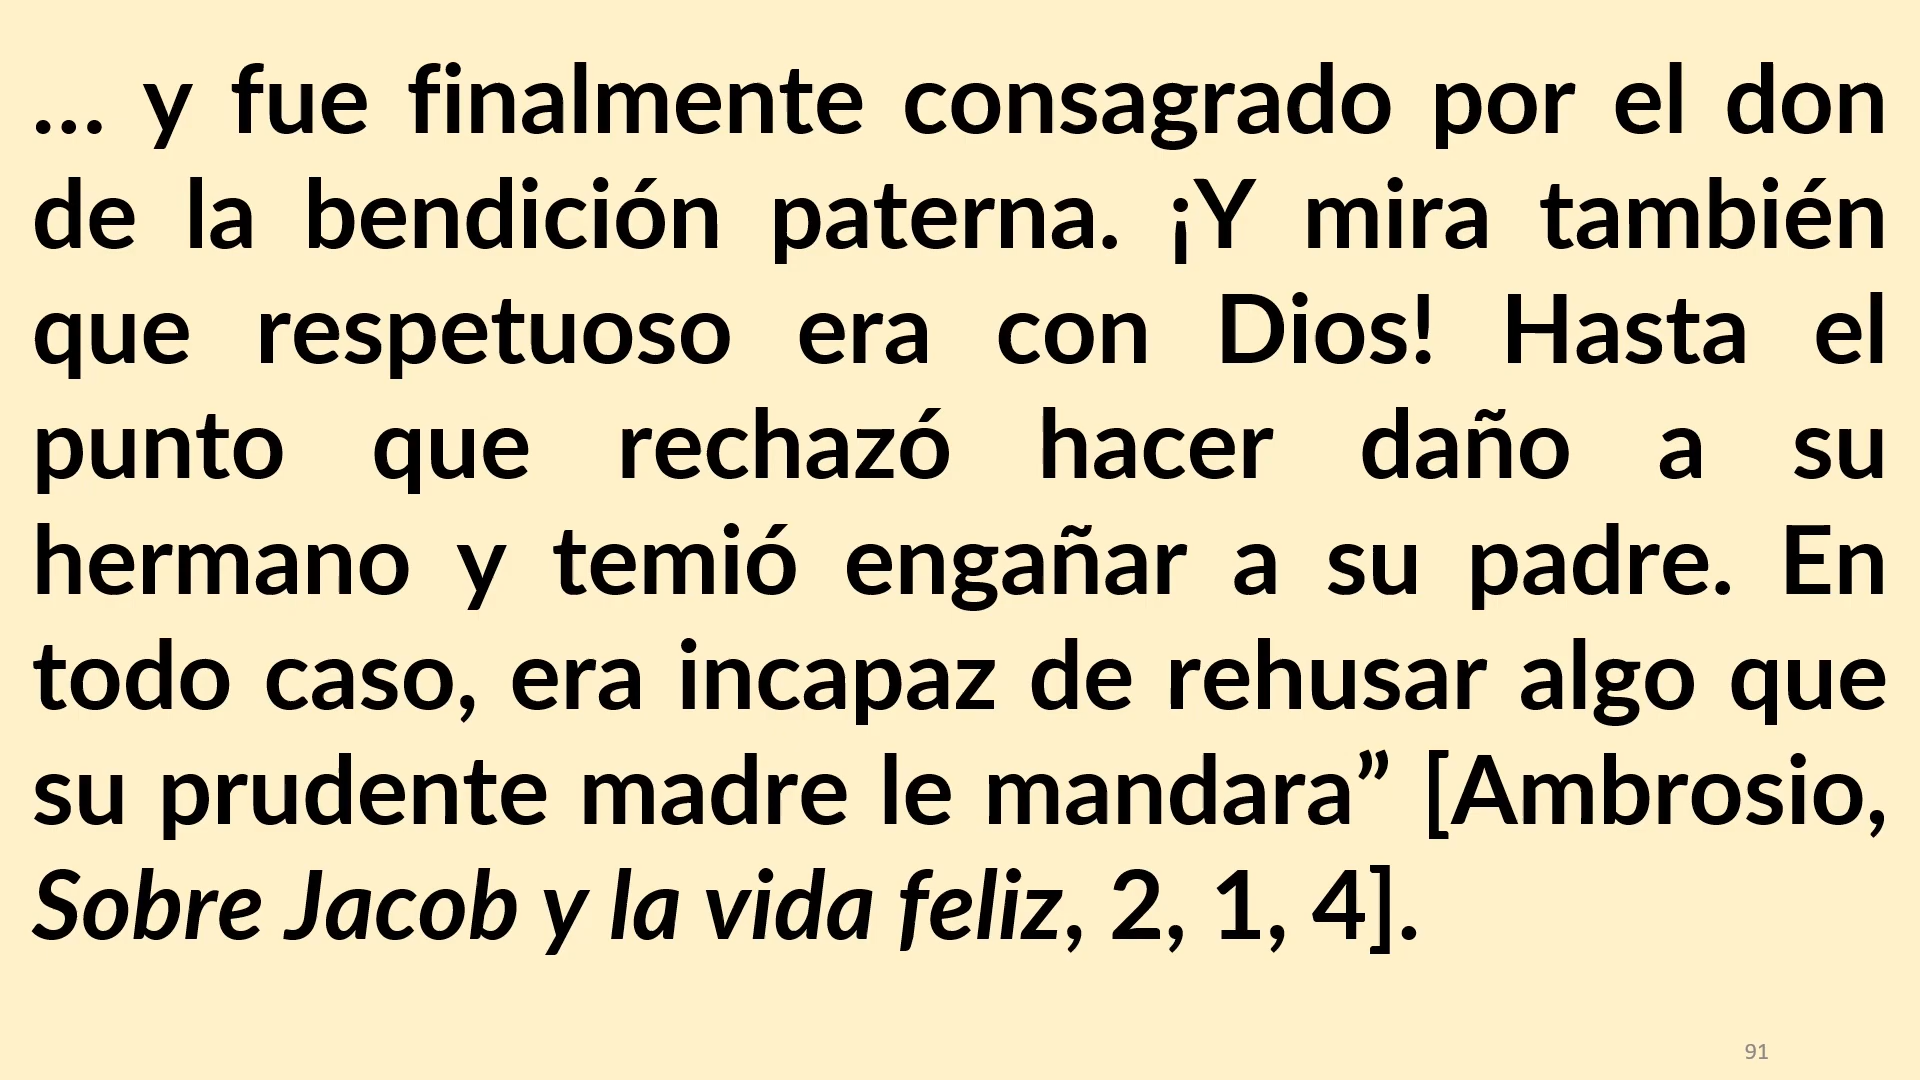 … y fue finalmente consagrado por el don
de la bendición paterna. ¡Y mira también
que respetuoso era con Dios! Hasta el
punto que rechazó hacer daño a su
hermano y temió engañar a su padre. En
todo caso, era incapaz de rehusar algo que
su prudente madre le mandara” [Ambrosio,
Sobre Jacob y la vida feliz, 2, 1, 4].
91